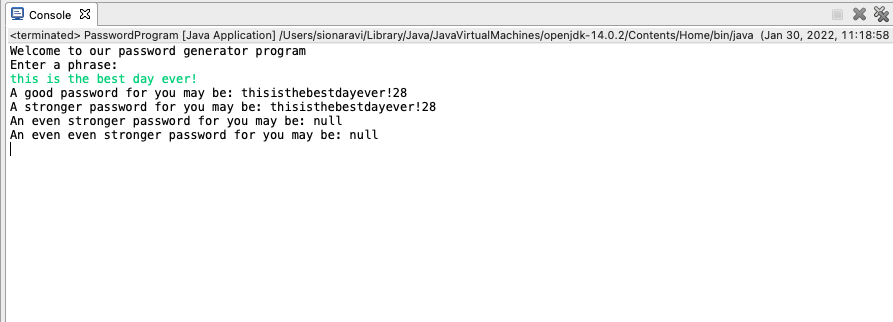 Console
<terminated> PasswordProgram [Java Application] /Users/sionaravi/Library/Java/JavaVirtualMachines/openjdk-14.0.2/Contents/Home/bin/java (Jan 30, 2022, 11:18:58
Welcome to our password generator program
Enter a phrase:
this is the best day ever!
A good password for you may be: thisisthebestdayever!28
A stronger password for you may be: thisisthebestdayever!28
An even stronger password for you may be: null
An even even stronger password for you may be: null